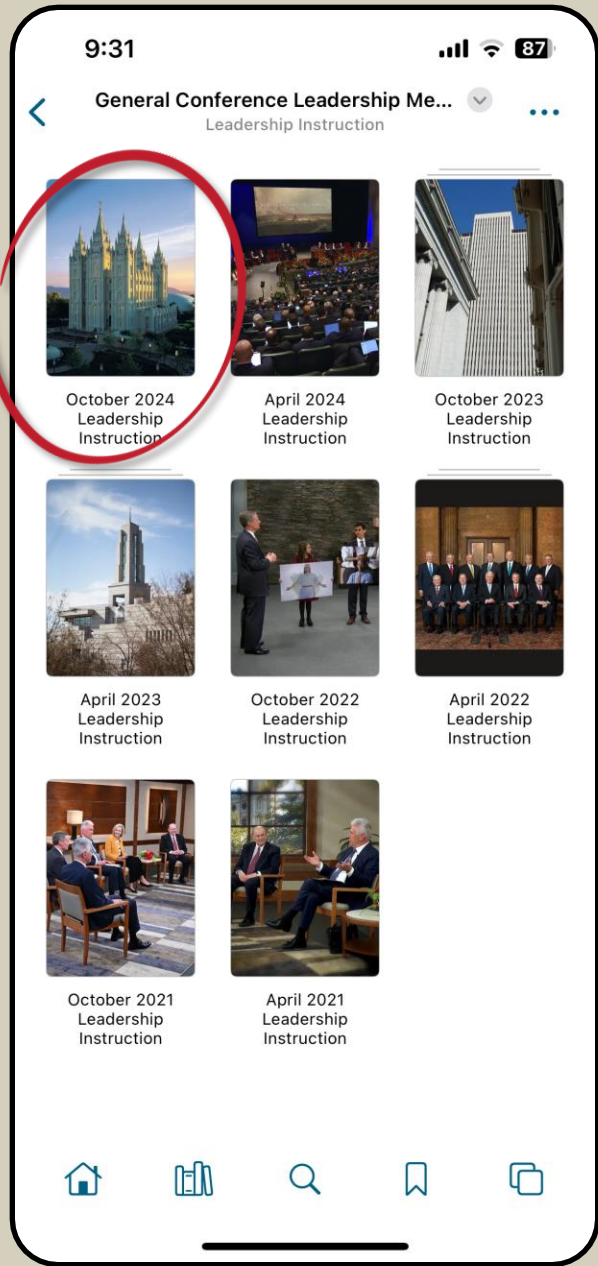 9:31
87
General Conference Leadership Me...
Leadership Instruction
October 2024
Leadership
Instruction
April 2024
Leadership
Instruction
October 2023
Leadership
Instruction
April 2023
Leadership
Instruction
October 2022
Leadership
Instruction
April 2022
Leadership
Instruction
October 2021
Leadership
Instruction
April 2021
Leadership
Instruction